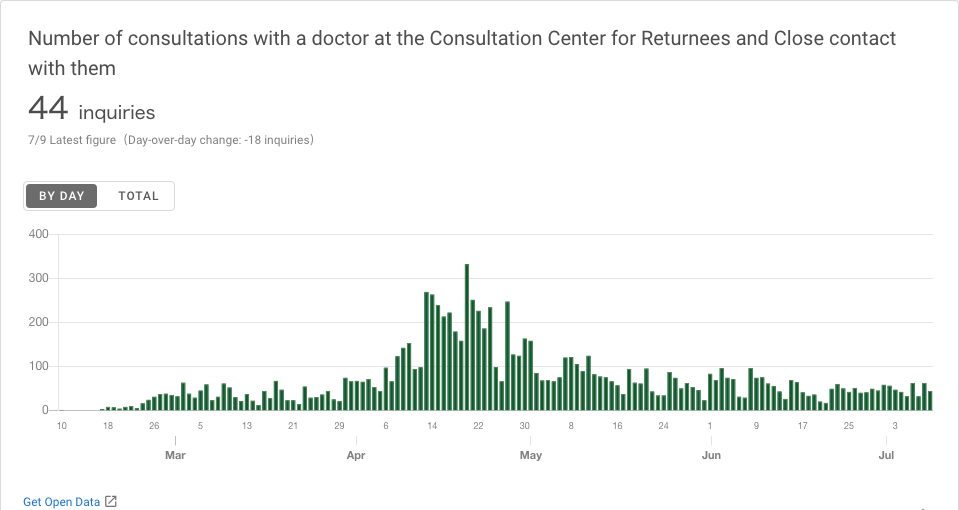 Number of consultations with a doctor at the Consultation Center for Returnees and Close contact
with them
44 inquiries
7/9 Latest figure (Day-over-day change: -18 inquiries)
BY DAY TOTAL
400
300
200
100
0
10 18 26 5 13 21 29 6 14 22 30 8 16 24 1 9 17 25 3
Mar Apr May Jun Jul
Get Open Data